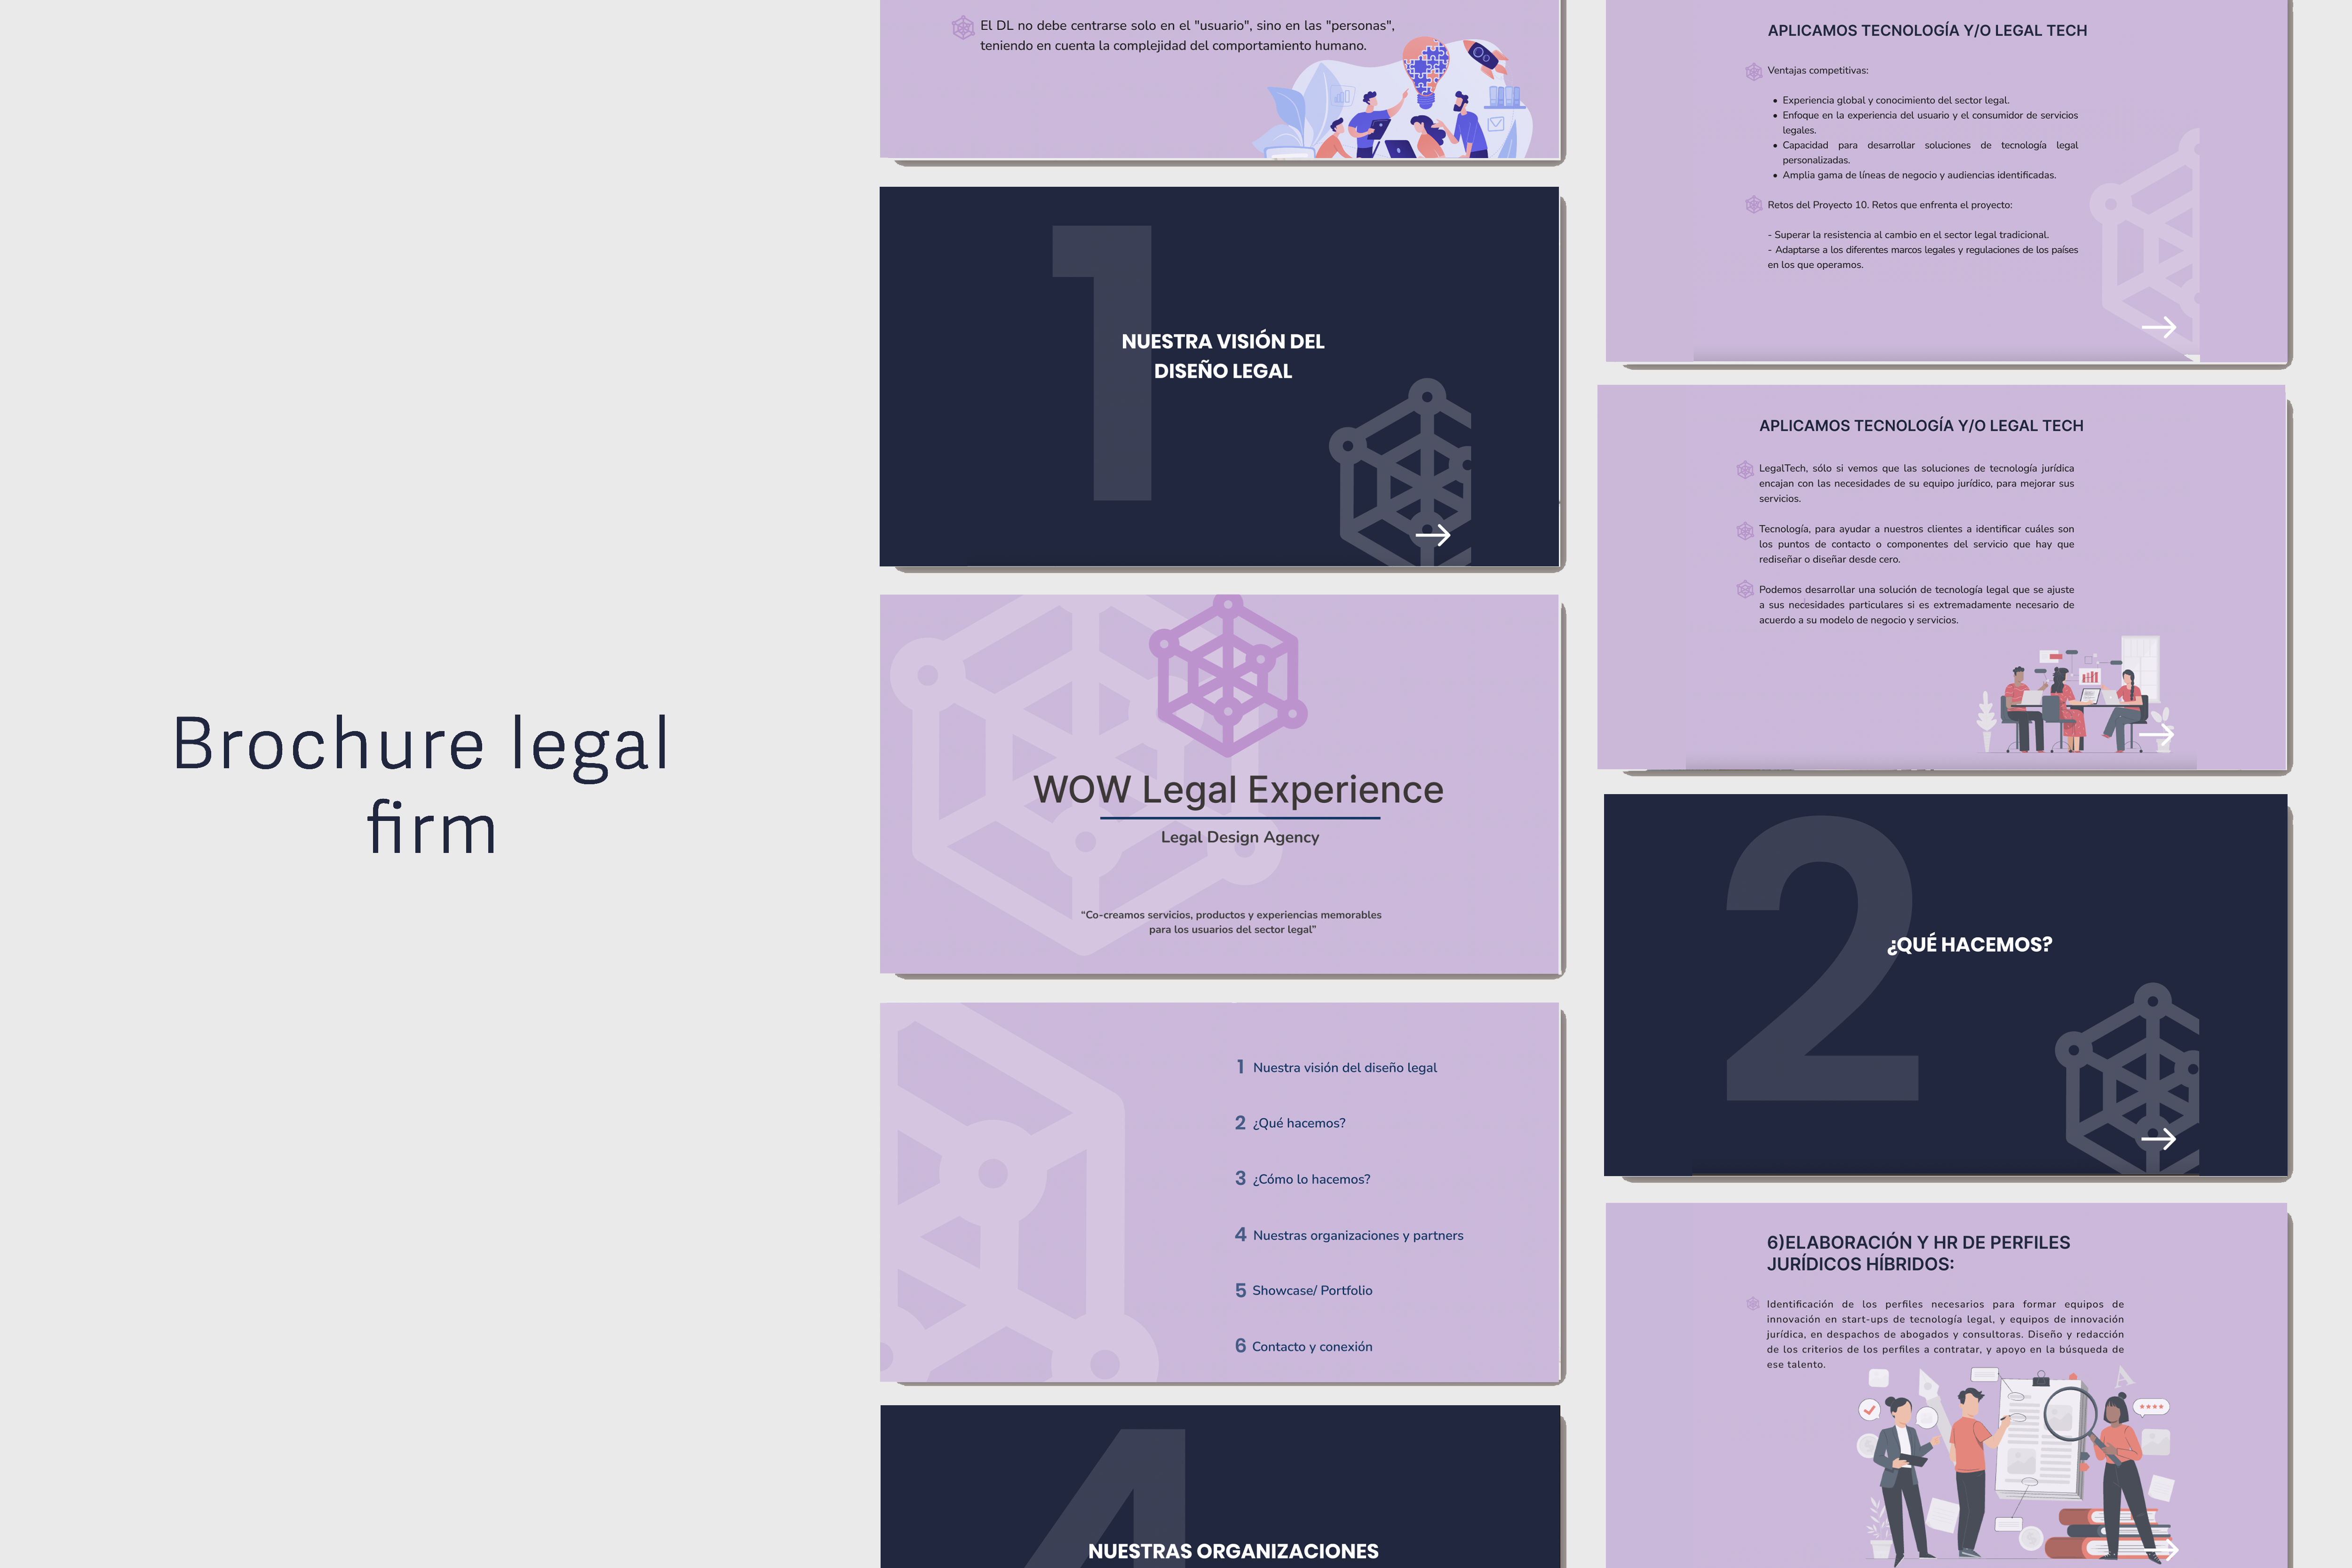 Brochure legal
firm
El DL no debe centrarse solo en el "usuario", sino en las "personas",
teniendo en cuenta la complejidad del comportamiento humano.
1
NUESTRA VISIÓN DEL
DISEÑO LEGAL
WOW Legal Experience
Legal Design Agency
“Co-creamos servicios, productos y experiencias memorables
para los usuarios del sector legal”
1 Nuestra visión del diseño legal
2 ¿Qué hacemos?
3 ¿Cómo lo hacemos?
4 Nuestras organizaciones y partners
5 Showcase/ Portfolio
6 Contacto y conexión
4
NUESTRAS ORGANIZACIONES
APLICAMOS TECNOLOGÍA Y/O LEGAL TECH
Ventajas competitivas:
• Experiencia global y conocimiento del sector legal.
• Enfoque en la experiencia del usuario y el consumidor de servicios
legales.
• Capacidad para desarrollar soluciones de tecnología legal
personalizadas.
• Amplia gama de líneas de negocio y audiencias identificadas.
Retos del Proyecto 10. Retos que enfrenta el proyecto:
- Superar la resistencia al cambio en el sector legal tradicional.
- Adaptarse a los diferentes marcos legales y regulaciones de los países
en los que operamos.
APLICAMOS TECNOLOGÍA Y/O LEGAL TECH
LegalTech, sólo si vemos que las soluciones de tecnología jurídica
encajan con las necesidades de su equipo jurídico, para mejorar sus
servicios.
Tecnología, para ayudar a nuestros clientes a identificar cuáles son
los puntos de contacto o componentes del servicio que hay que
rediseñar o diseñar desde cero.
Podemos desarrollar una solución de tecnología legal que se ajuste
a sus necesidades particulares si es extremadamente necesario de
acuerdo a su modelo de negocio y servicios.
2
¿QUÉ HACEMOS?
6)ELABORACIÓN Y HR DE PERFILES
JURÍDICOS HÍBRIDOS:
Identificación de los perfiles necesarios para formar equipos de
innovación en start-ups de tecnología legal, y equipos de innovación
jurídica, en despachos de abogados y consultoras. Diseño y redacción
de los criterios de los perfiles a contratar, y apoyo en la búsqueda de
ese talento.